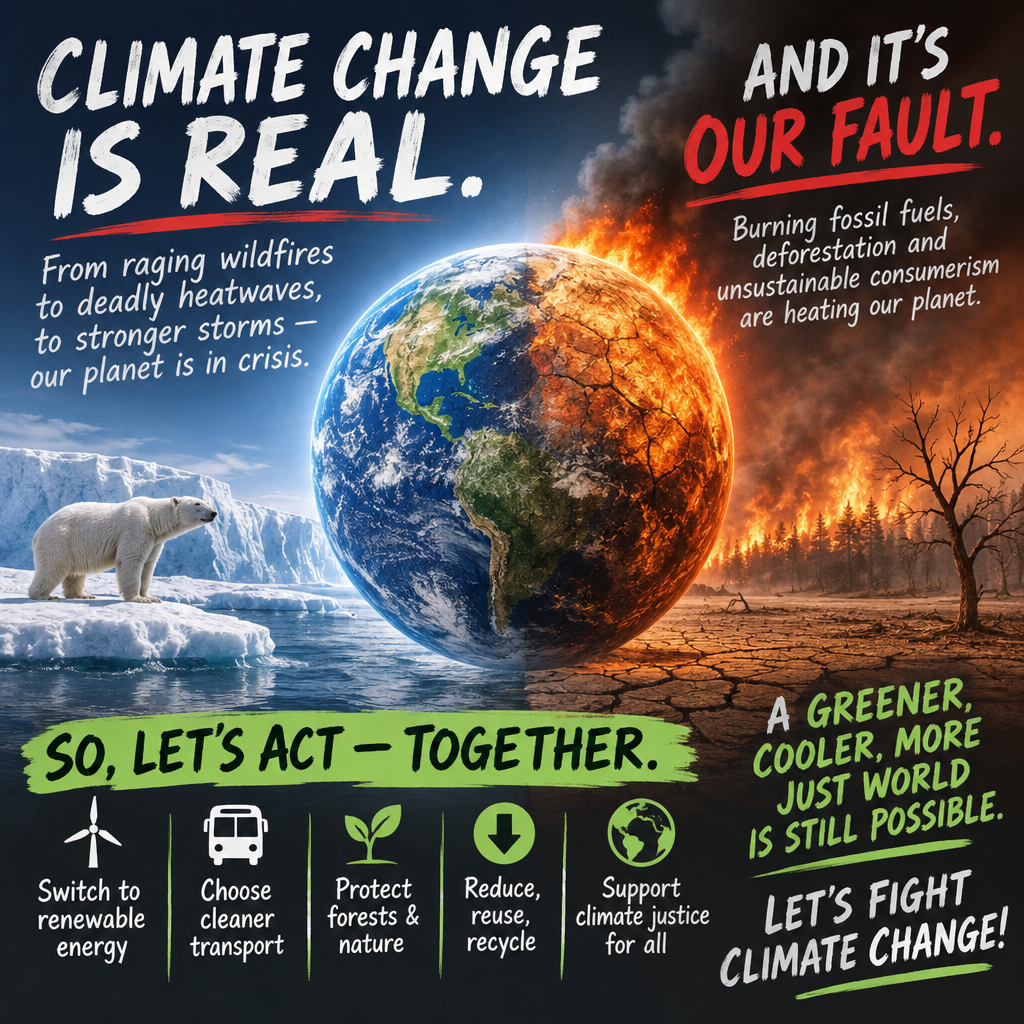 CLIMATE CHANGE
IS REAL.
From raging wildfires
to deadly heatwaves,
to stronger storms –
our planet is in crisis.
AND IT'S
OUR FAULT.
Burning fossil fuels,
deforestation and
unsustainable consumerism
are heating our planet.
SO, LET'S ACT – TOGETHER.
Switch to
renewable
energy
Choose
cleaner
transport
Protect
forests &
nature
Reduce,
reuse,
recycle
Support
climate justice
for all
A GREENER,
COOLER, MORE
JUST WORLD
IS STILL POSSIBLE.
LET'S FIGHT
CLIMATE CHANGE!